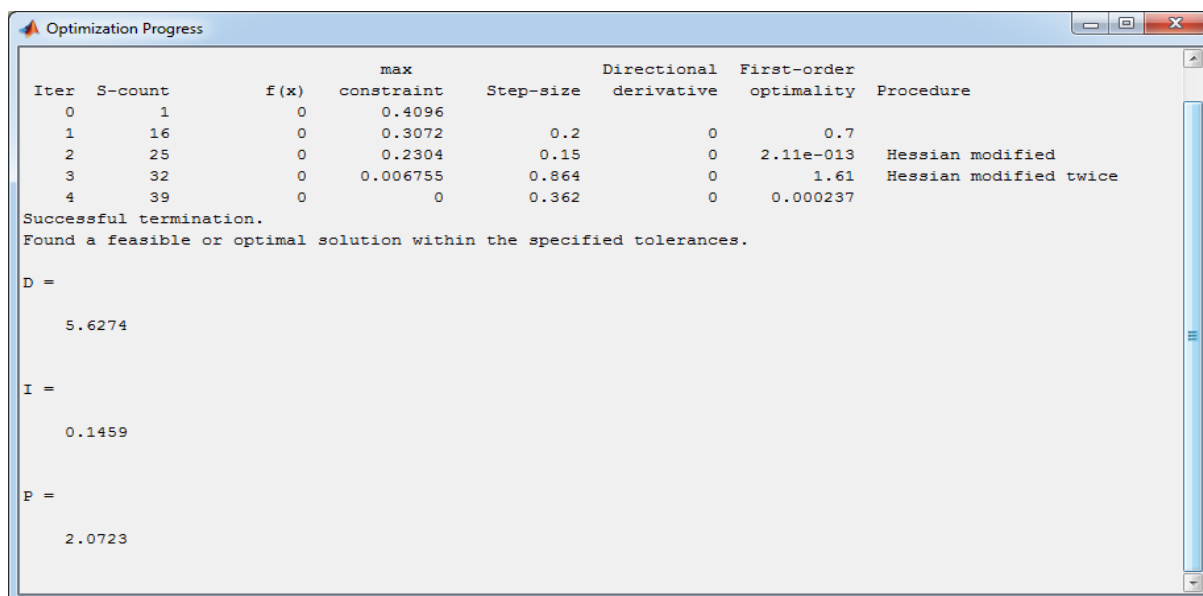 Optimization Progress
max Directional First-order
Iter S-count f(x) constraint Step-size derivative optimality Procedure
0 1 0 0.4096
1 16 0 0.3072 0.2 0 0.7
2 25 0 0.2304 0.15 0 2.11e-013 Hessian modified
3 32 0 0.006755 0.864 0 1.61 Hessian modified twice
4 39 0 0 0.362 0 0.000237
Successful termination.
Found a feasible or optimal solution within the specified tolerances.
D =
5.6274
I =
0.1459
P =
2.0723